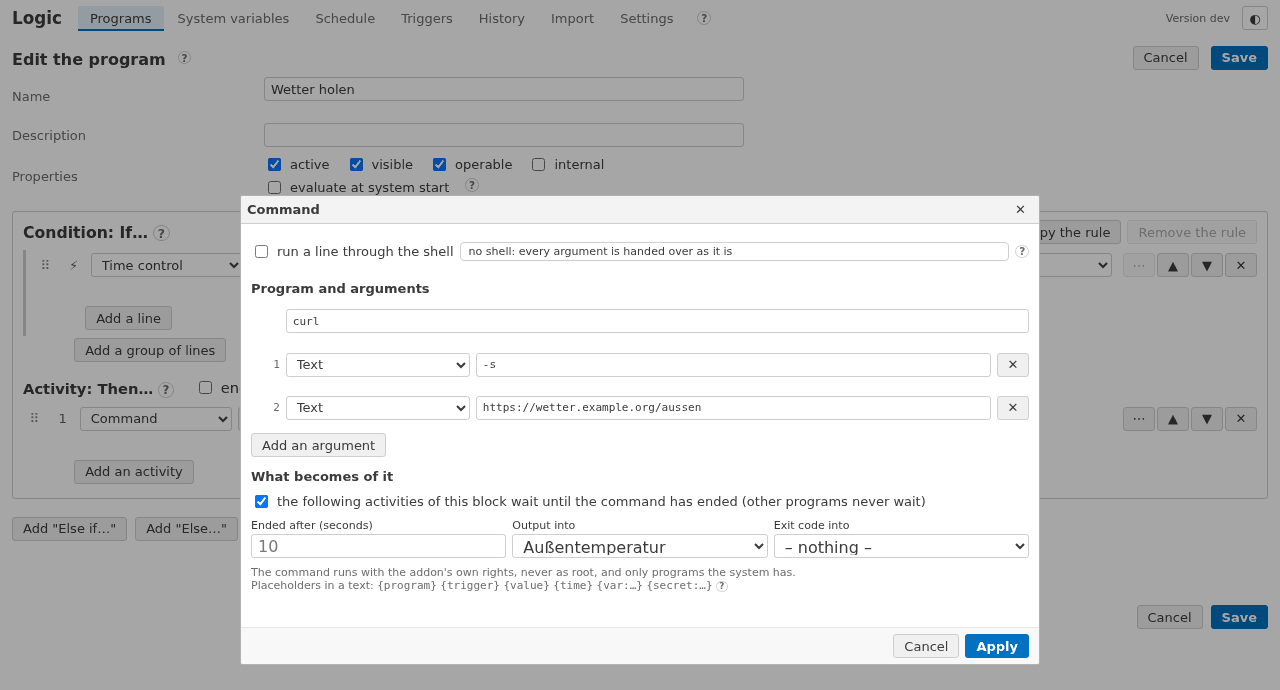 Logic Programs System variables Schedule Triggers History Import Settings ? Version dev
Edit the program ? Cancel Save
Name Wetter holen
Description
Properties active visible operable internal
evaluate at system start ?
Command ✕
Condition: If… ? py the rule Remove the rule
run a line through the shell no shell: every argument is handed over as it is ?
Time control ⋯ ▲ ▼ ✕
Program and arguments
Add a line curl
Add a group of lines
1 Text -s ✕
Activity: Then… ? en
2 Text https://wetter.example.org/aussen ✕
1 Command ⋯ ▲ ▼ ✕
Add an argument
Add an activity
What becomes of it
the following activities of this block wait until the command has ended (other programs never wait)
Add "Else if…" Add "Else…"
Ended after (seconds) Output into Exit code into
10 Außentemperatur – nothing –
The command runs with the addon's own rights, never as root, and only programs the system has.
Placeholders in a text: {program} {trigger} {value} {time} {var:…} {secret:…} ?
Cancel Save
Cancel Apply